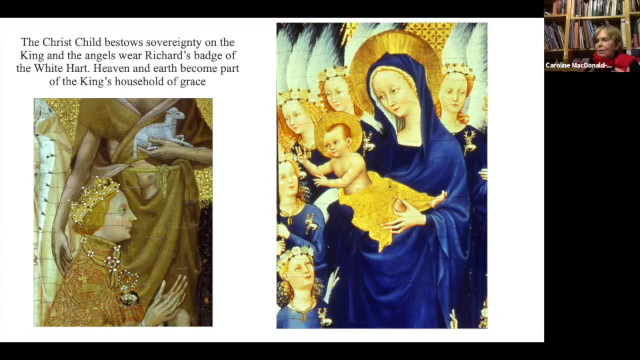 The Christ Child bestows sovereignty on the
King and the angels wear Richard's badge of
the White Hart. Heaven and earth become part
of the King's household of grace
Caroline MacDonald-...